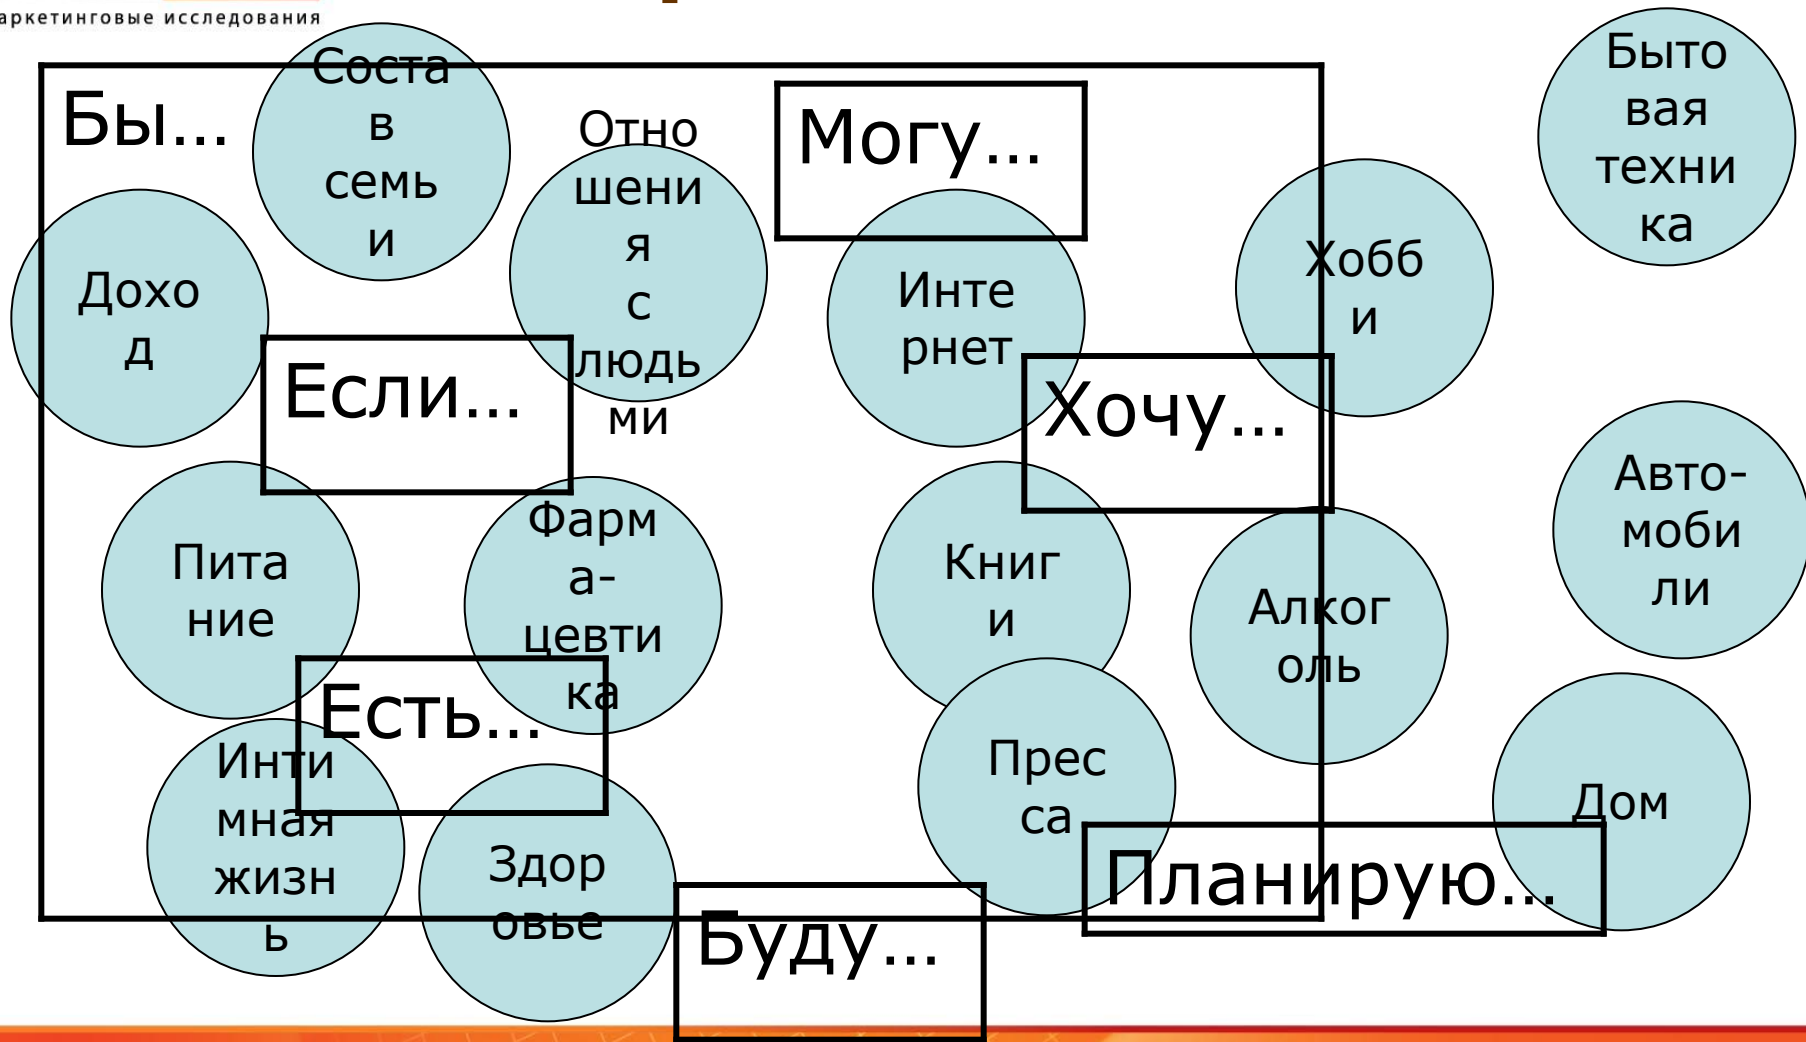 аркетинговые исследования
Бы...
Соста
в
семь
и
Отно
шени
я
с
людь
ми
Могу...
Быто
вая
техни
ка
Дохо
д
Инте
рнет
Хобб
и
Если...
Хочу...
Пита
ние
Фарм
а-
цевти
ка
Книг
и
Алког
оль
Авто-
моби
ли
Есть...
Инти
мная
жизн
ь
Здор
овье
Прес
са
Дом
Планирую...
Буду...